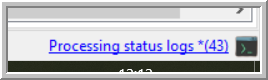 Processing status logs *(43)